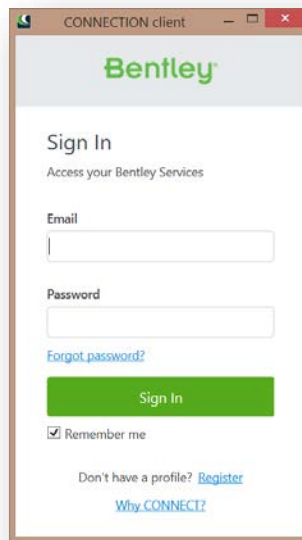 CONNECTION client
Bentley
Sign In
Access your Bentley Services
Email
Password
Forgot password?
Sign In
Remember me
Don't have a profile? Register
Why CONNECT?